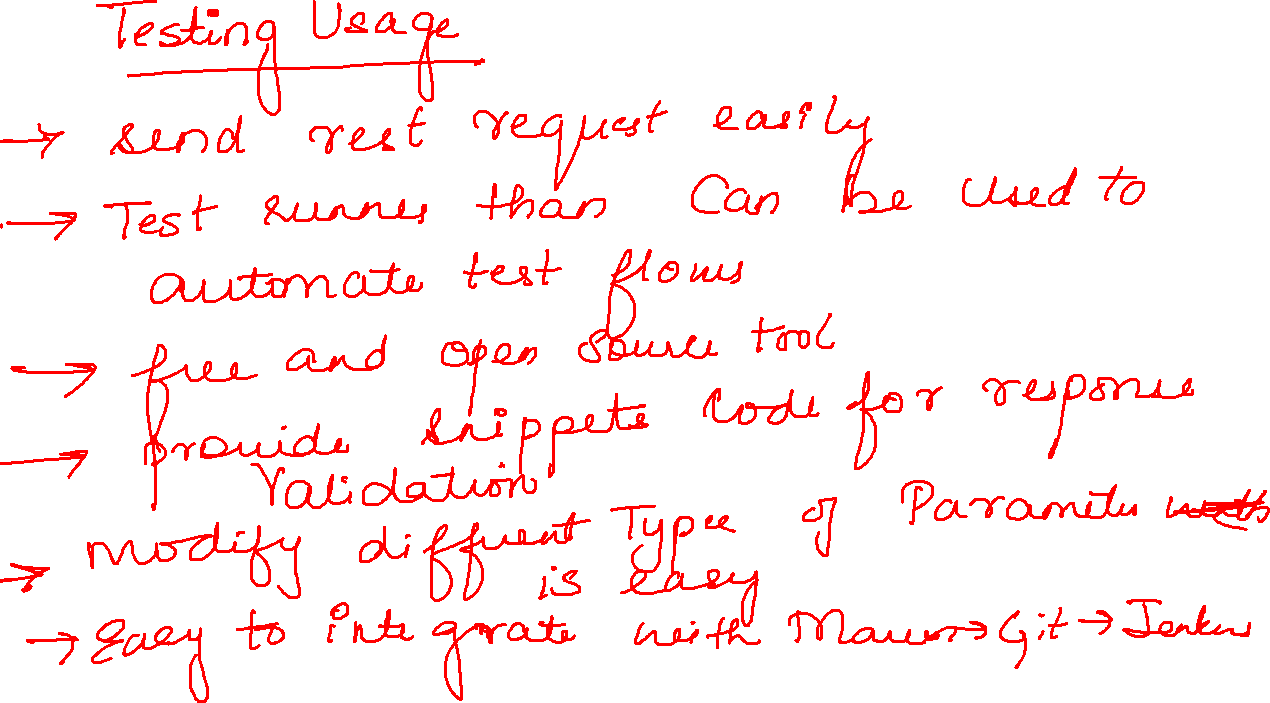 Testing Usage
→ send rest request easily
→ Test runner than can be used to
automate test flows
→ free and open source tool
→ provide snippets code for response
validation
→ modify different Type of Parameter
is easy
→ Easy to integrate with Maven → Git → Jenkins